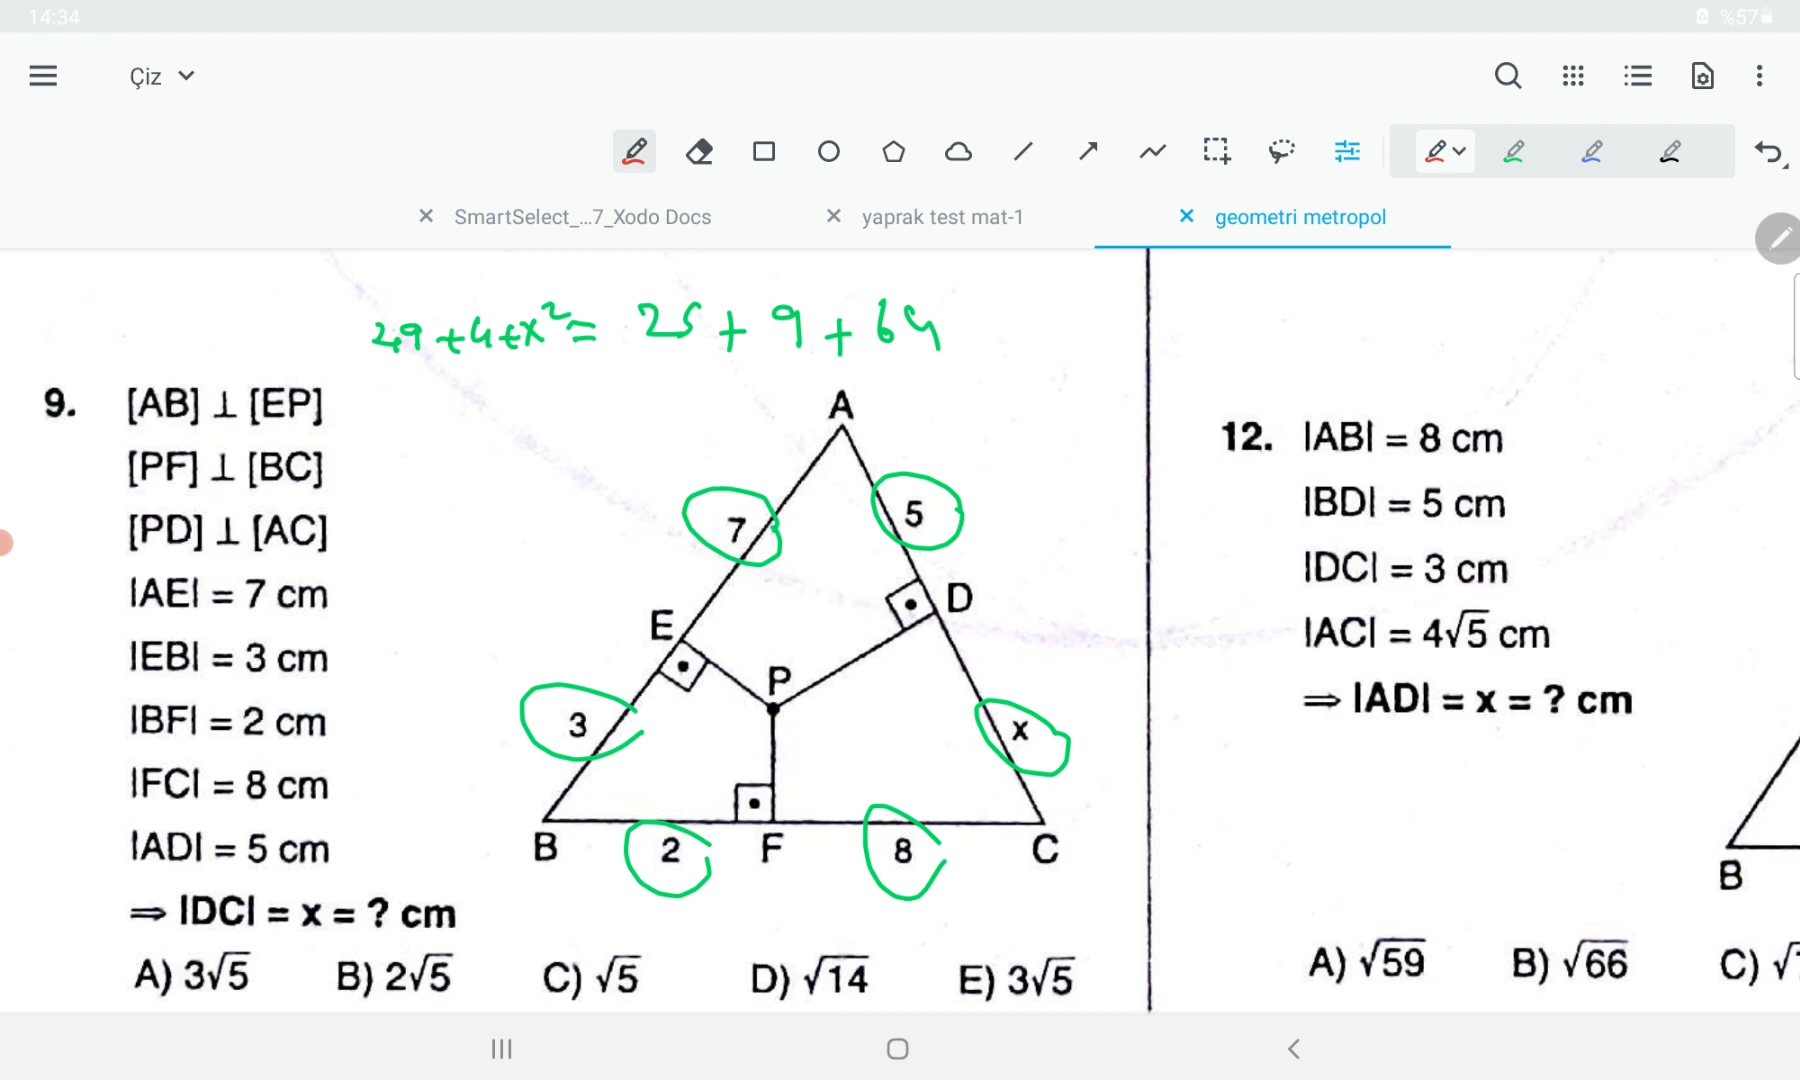 14:34
%57
Çiz
SmartSelect_...7_Xodo Docs
yaprak test mat-1
geometri metropol
49+4+x²= 25+9+64
9. [AB] ⊥ [EP]
[PF] ⊥ [BC]
[PD] ⊥ [AC]
|AE| = 7 cm
|EB| = 3 cm
|BF| = 2 cm
|FC| = 8 cm
|AD| = 5 cm
⇒ |DC| = x = ? cm
A
7
5
E
D
P
3
x
B
2
F
8
C
A) 3√5 B) 2√5 C) √5 D) √14 E) 3√5
12. |AB| = 8 cm
|BD| = 5 cm
|DC| = 3 cm
|AC| = 4√5 cm
⇒ |AD| = x = ? cm
B
A) √59 B) √66 C) √